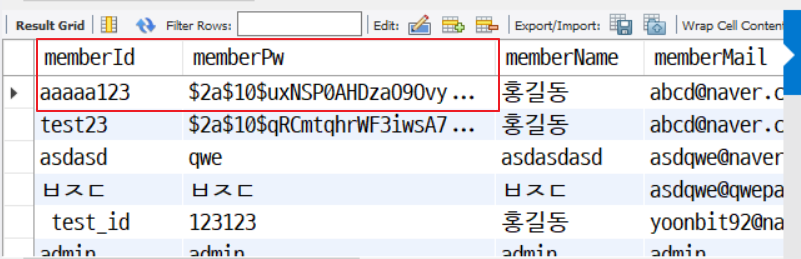 Result Grid Filter Rows: Edit: Export/Import: Wrap Cell Conten
memberId memberPw memberName memberMail
aaaaa123 $2a$10$uxNSP0AHDzaO9Ovy... 홍길동 abcd@naver.c
test23 $2a$10$qRCmtqhrWF3iwsA7... 홍길동 abcd@naver.c
asdasd qwe asdasdasd asdqwe@naver
ㅂㅈㄷ ㅂㅈㄷ ㅂㅈㄷ asdqwe@qwepa
test_id 123123 홍길동 yoonbit92@na
admin admin admin admin